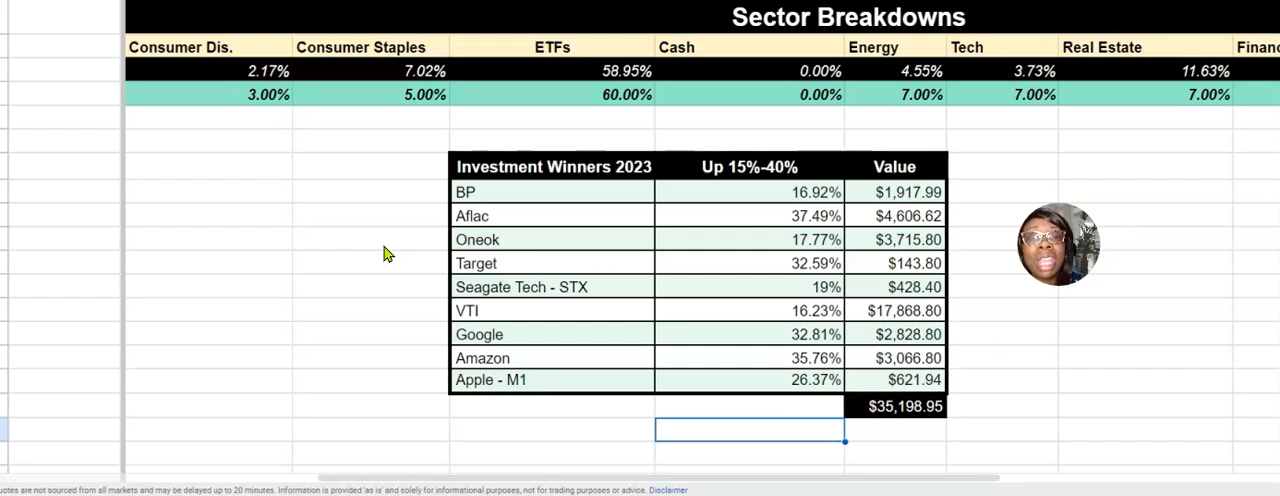 Sector Breakdowns
Consumer Dis. Consumer Staples ETFs Cash Energy Tech Real Estate Financ
2.17% 7.02% 58.95% 0.00% 4.55% 3.73% 11.63%
3.00% 5.00% 60.00% 0.00% 7.00% 7.00% 7.00%
Investment Winners 2023 Up 15%-40% Value
BP 16.92% $1,917.99
Aflac 37.49% $4,606.62
Oneok 17.77% $3,715.80
Target 32.59% $143.80
Seagate Tech - STX 19% $428.40
VTI 16.23% $17,868.80
Google 32.81% $2,828.80
Amazon 35.76% $3,066.80
Apple - M1 26.37% $621.94
$35,198.95
uotes are not sourced from all markets and may be delayed up to 20 minutes. Information is provided 'as is' and solely for informational purposes, not for trading purposes or advice. Disclaimer